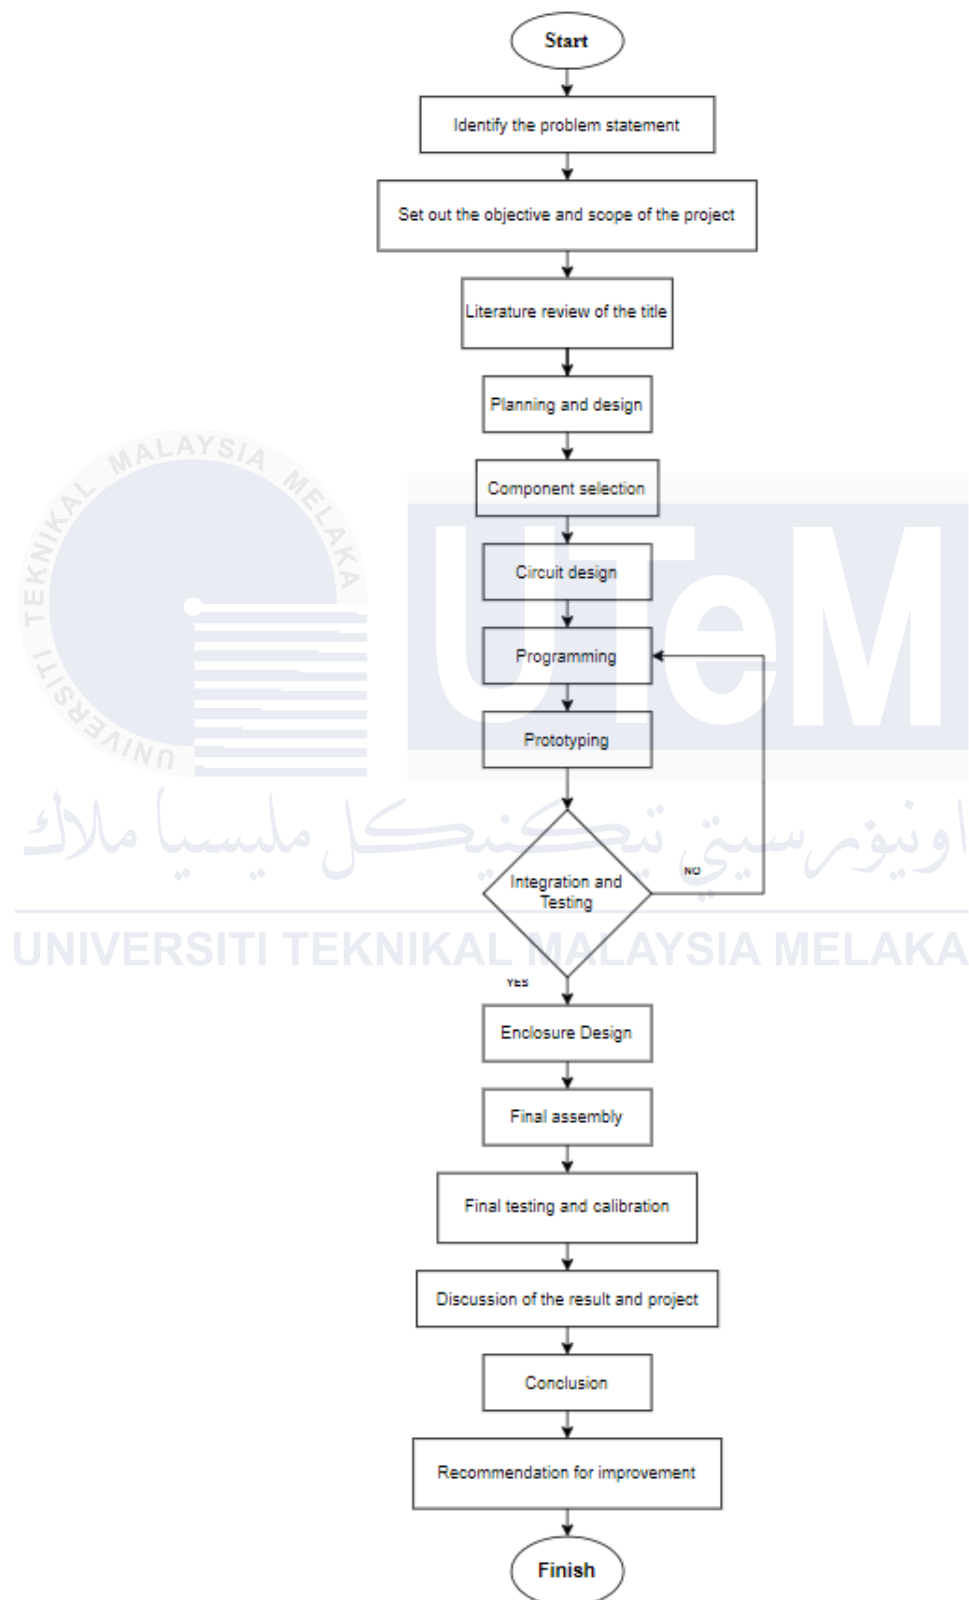 Start
Identify the problem statement
Set out the objective and scope of the project
Literature review of the title
Planning and design
Component selection
Circuit design
Programming
Prototyping
Integration and
Testing
NO
YES
Enclosure Design
Final assembly
Final testing and calibration
Discussion of the result and project
Conclusion
Recommendation for improvement
Finish
UNIVERSITI TEKNIKAL MALAYSIA MELAKA
UTeM
اونيۏرسيتي تيكنيكل مليسيا ملاك
UNIVERSITI TEKNIKAL MALAYSIA MELAKA